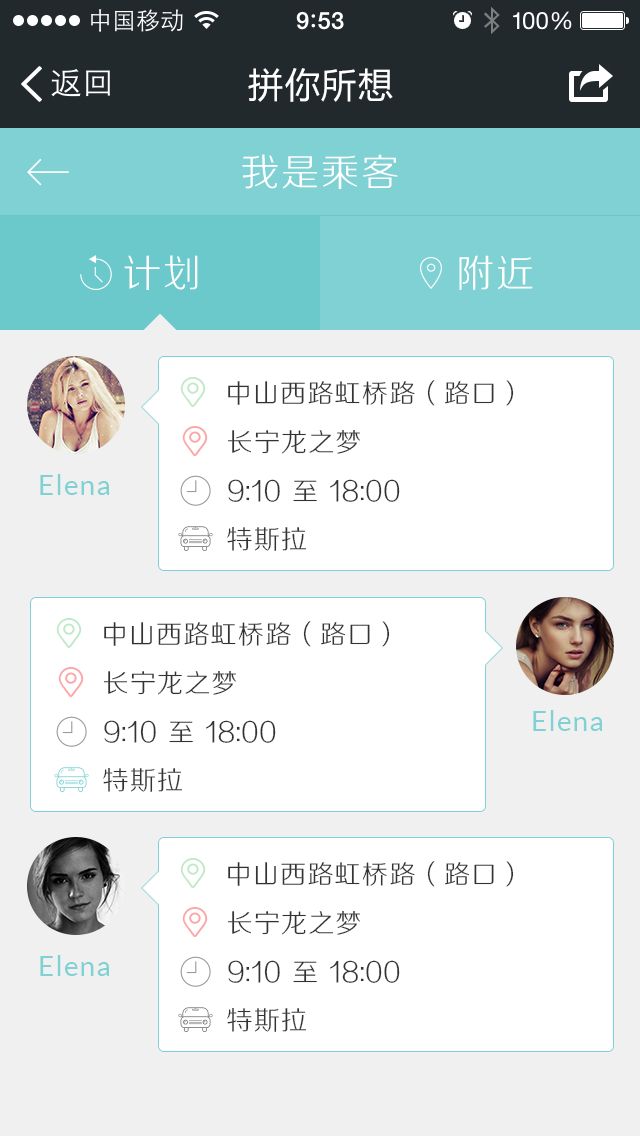 中国移动 9:53 100%
返回 拼你所想
我是乘客
计划 附近
中山西路虹桥路（路口）
长宁龙之梦
9:10 至 18:00
特斯拉
Elena
中山西路虹桥路（路口）
长宁龙之梦
9:10 至 18:00
特斯拉
Elena
中山西路虹桥路（路口）
长宁龙之梦
9:10 至 18:00
特斯拉
Elena